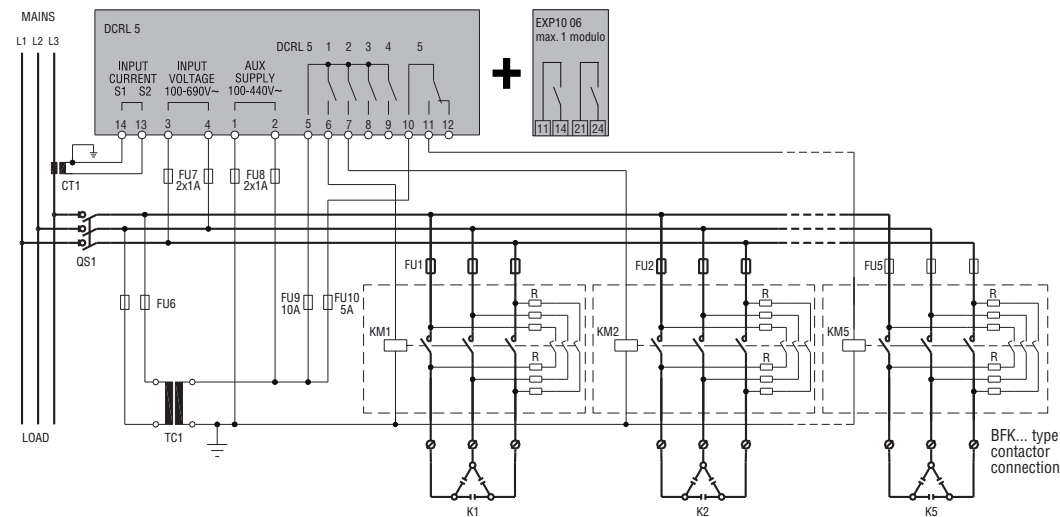 MAINS
L1 L2 L3
DCRL 5
DCRL 5 1 2 3 4 5
INPUT
CURRENT
S1 S2
INPUT
VOLTAGE
100-690V~
AUX
SUPPLY
100-440V~
14 13 3 4 1 2 5 6 7 8 9 10 11 12
+
EXP10 06
max. 1 modulo
11 14 21 24
CT1
FU7
2x1A
FU8
2x1A
QS1
FU1
FU2
FU5
FU6
FU9
10A
FU10
5A
KM1
R
R
KM2
R
R
KM5
R
R
LOAD
TC1
BFK... type
contactor
connection
K1
K2
K5